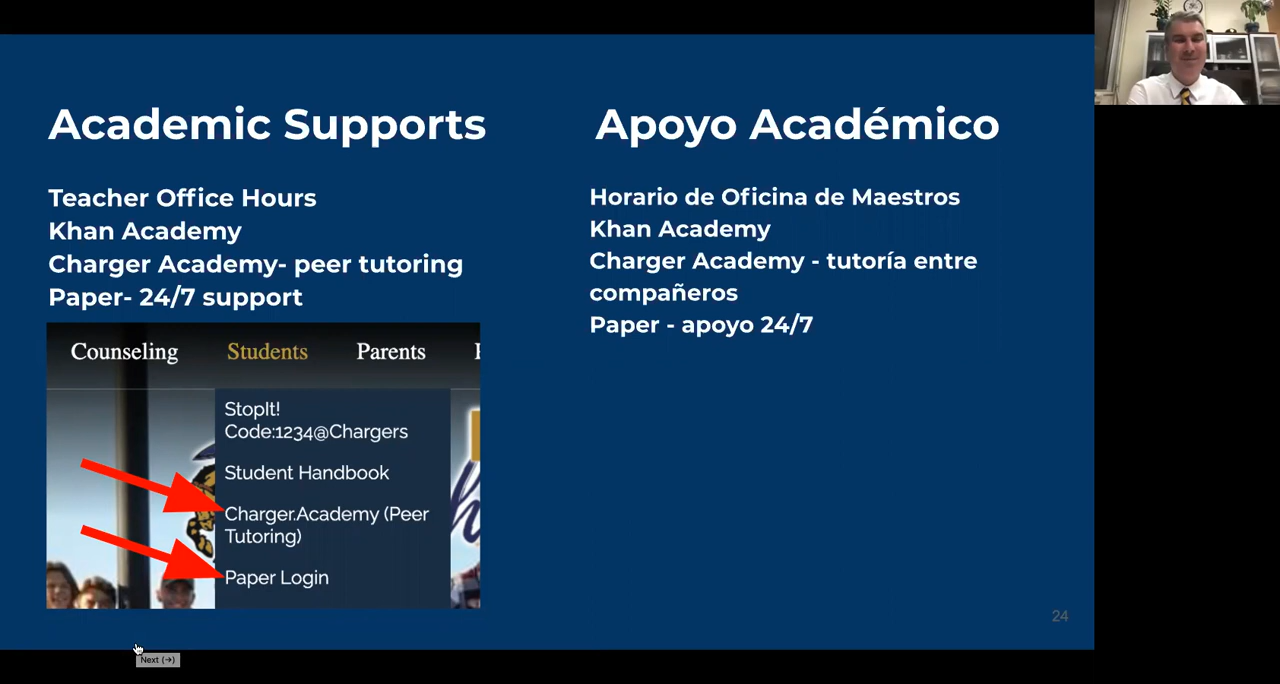 Academic Supports
Teacher Office Hours
Khan Academy
Charger Academy- peer tutoring
Paper- 24/7 support
Counseling Students Parents
StopIt!
Code:1234@Chargers
Student Handbook
Charger.Academy (Peer
Tutoring)
Paper Login
Apoyo Académico
Horario de Oficina de Maestros
Khan Academy
Charger Academy - tutoría entre
compañeros
Paper - apoyo 24/7
24
Next (→)